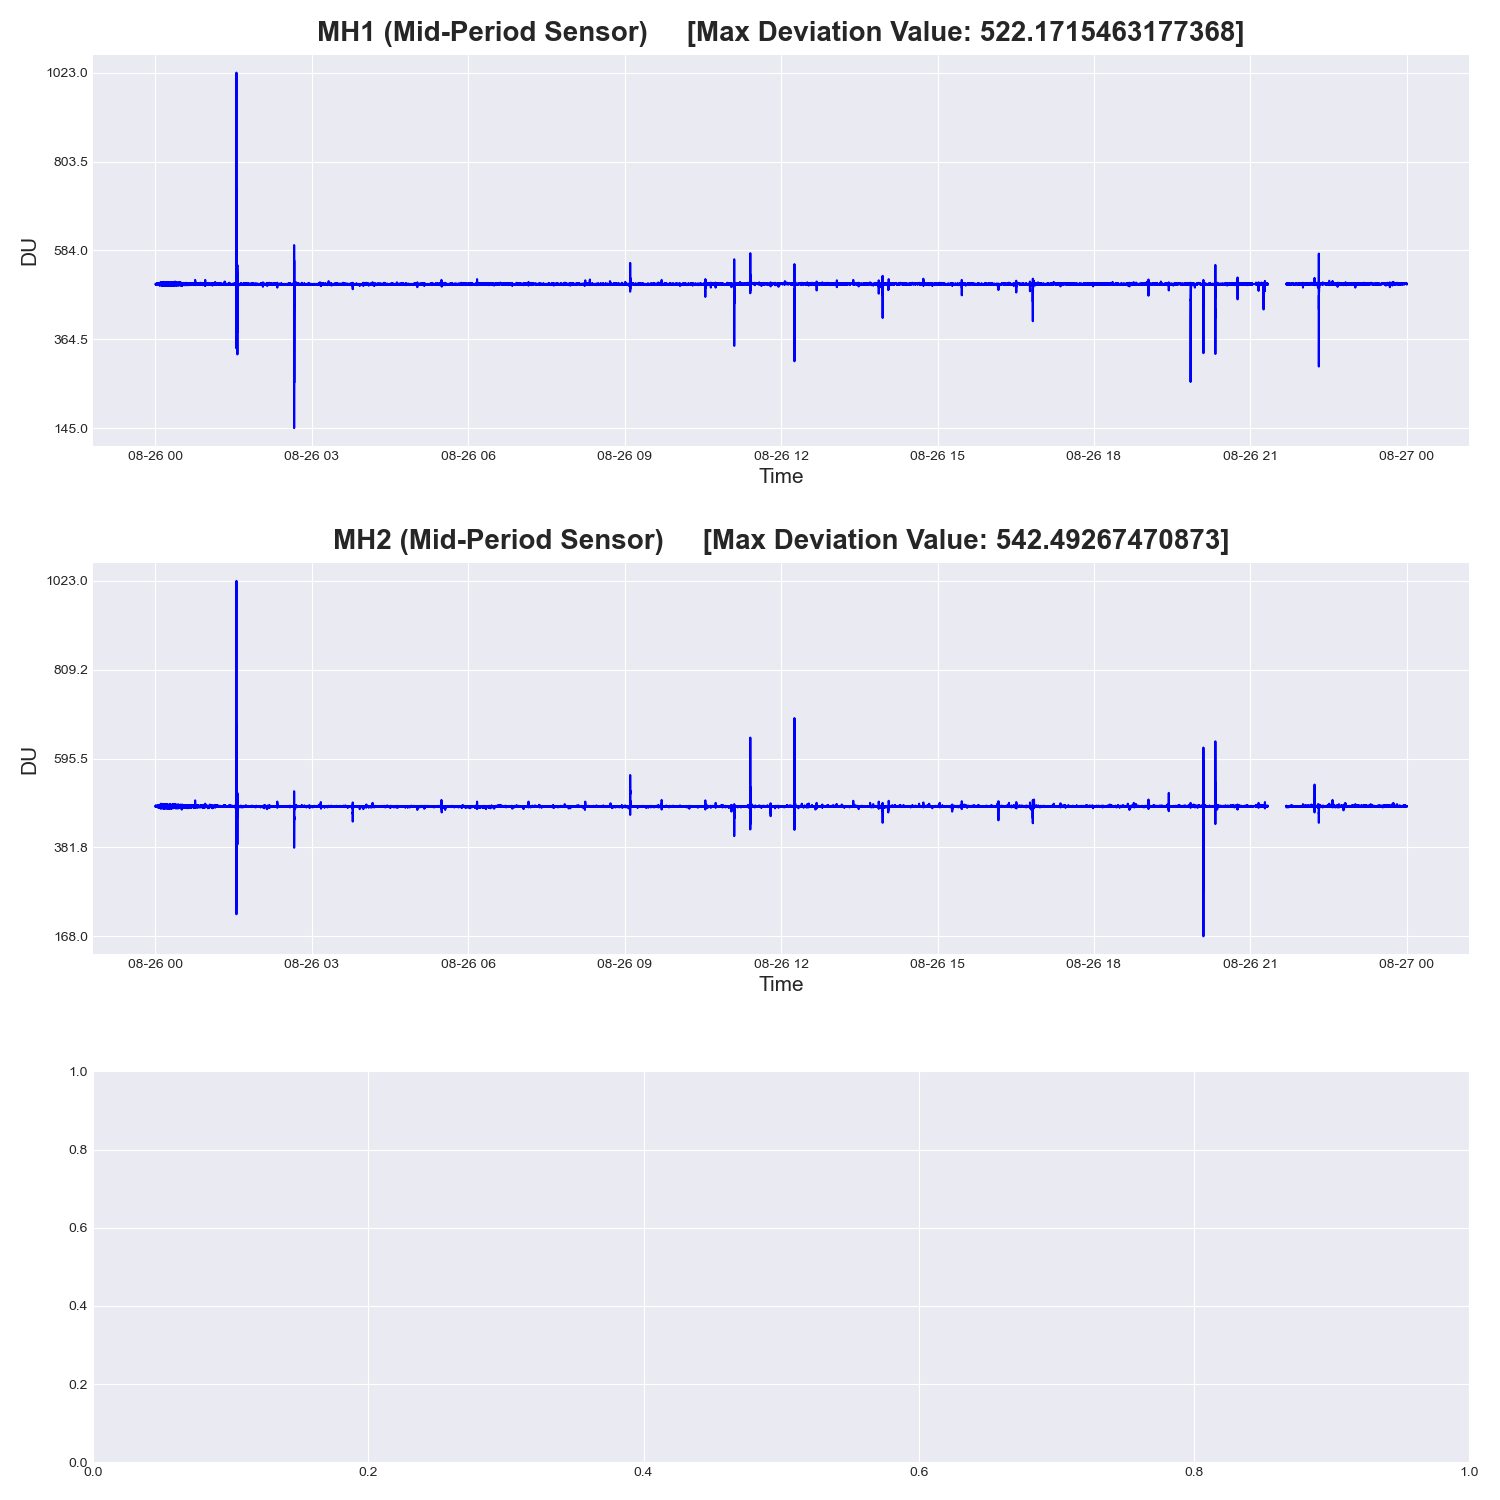 MH1 (Mid-Period Sensor) [Max Deviation Value: 522.1715463177368]
1023.0
803.5
584.0
364.5
145.0
DU
08-26 00 08-26 03 08-26 06 08-26 09 08-26 12 08-26 15 08-26 18 08-26 21 08-27 00
Time
MH2 (Mid-Period Sensor) [Max Deviation Value: 542.49267470873]
1023.0
809.2
595.5
381.8
168.0
DU
08-26 00 08-26 03 08-26 06 08-26 09 08-26 12 08-26 15 08-26 18 08-26 21 08-27 00
Time
1.0
0.8
0.6
0.4
0.2
0.0
0.0 0.2 0.4 0.6 0.8 1.0